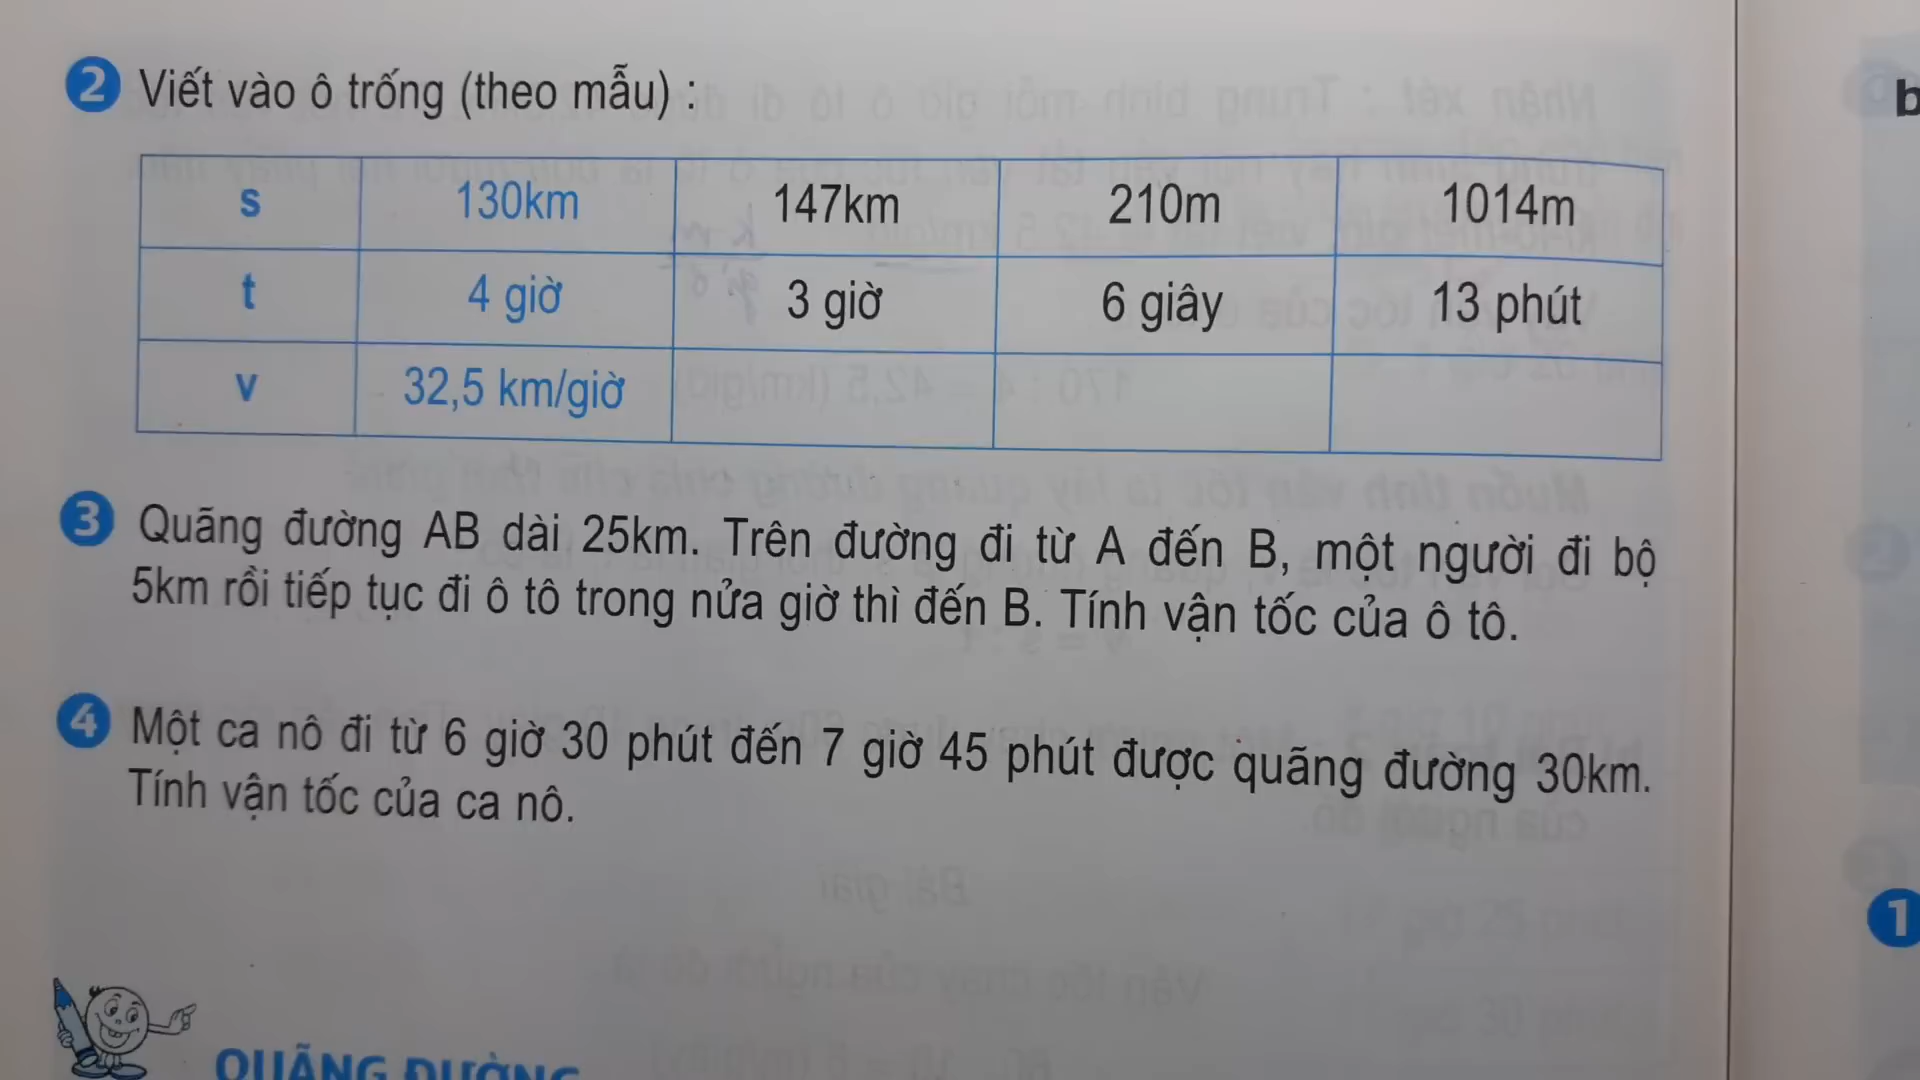 2 Viết vào ô trống (theo mẫu) :
s 130km 147km 210m 1014m
t 4 giờ 3 giờ 6 giây 13 phút
v 32,5 km/giờ
3 Quãng đường AB dài 25km. Trên đường đi từ A đến B, một người đi bộ
5km rồi tiếp tục đi ô tô trong nửa giờ thì đến B. Tính vận tốc của ô tô.
4 Một ca nô đi từ 6 giờ 30 phút đến 7 giờ 45 phút được quãng đường 30km.
Tính vận tốc của ca nô.
QUÃNG ĐƯỜNG
b
1